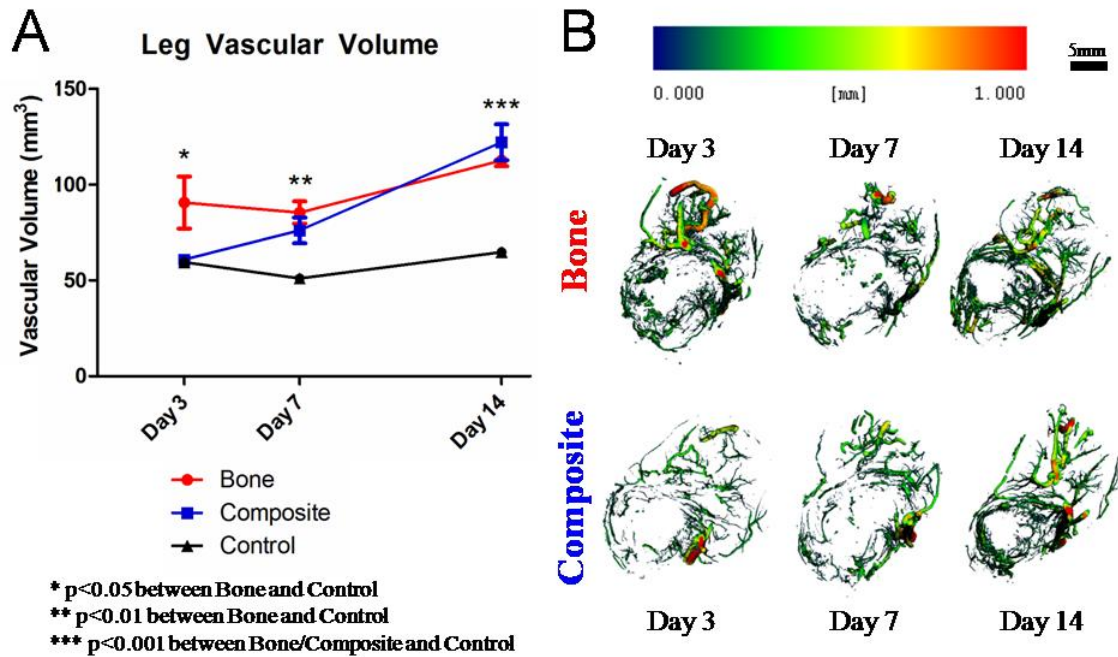 A
Leg Vascular Volume
Vascular Volume (mm³)
150
100
50
0
*
**
***
Day 3
Day 7
Day 14
Bone
Composite
Control
* p<0.05 between Bone and Control
** p<0.01 between Bone and Control
*** p<0.001 between Bone/Composite and Control
B
5mm
0.000 [mm] 1.000
Day 3 Day 7 Day 14
Bone
Composite
Day 3 Day 7 Day 14